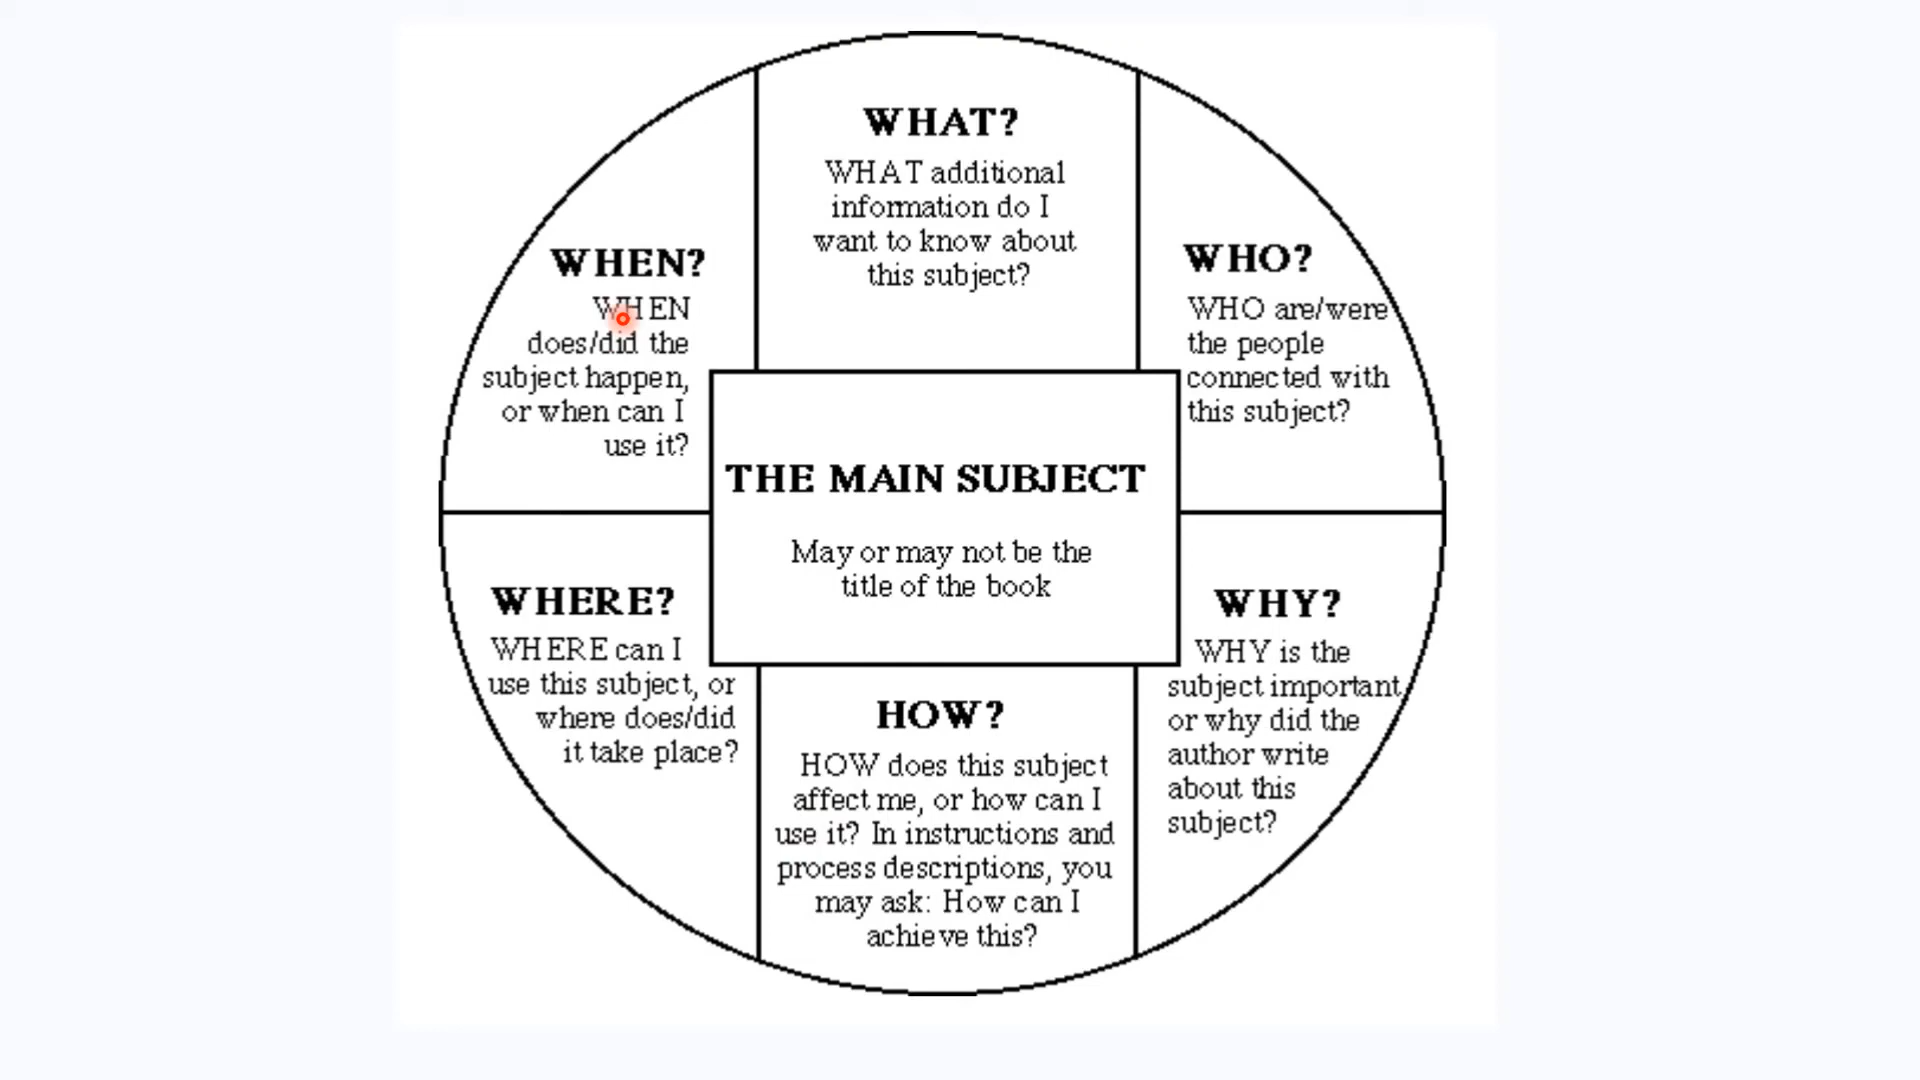 WHAT?
WHAT additional
information do I
want to know about
this subject?
WHEN?
WHEN
does/did the
subject happen,
or when can I
use it?
WHO?
WHO are/were
the people
connected with
this subject?
THE MAIN SUBJECT
May or may not be the
title of the book
WHERE?
WHERE can I
use this subject, or
where does/did
it take place?
HOW?
HOW does this subject
affect me, or how can I
use it? In instructions and
process descriptions, you
may ask: How can I
achieve this?
WHY?
WHY is the
subject important,
or why did the
author write
about this
subject?